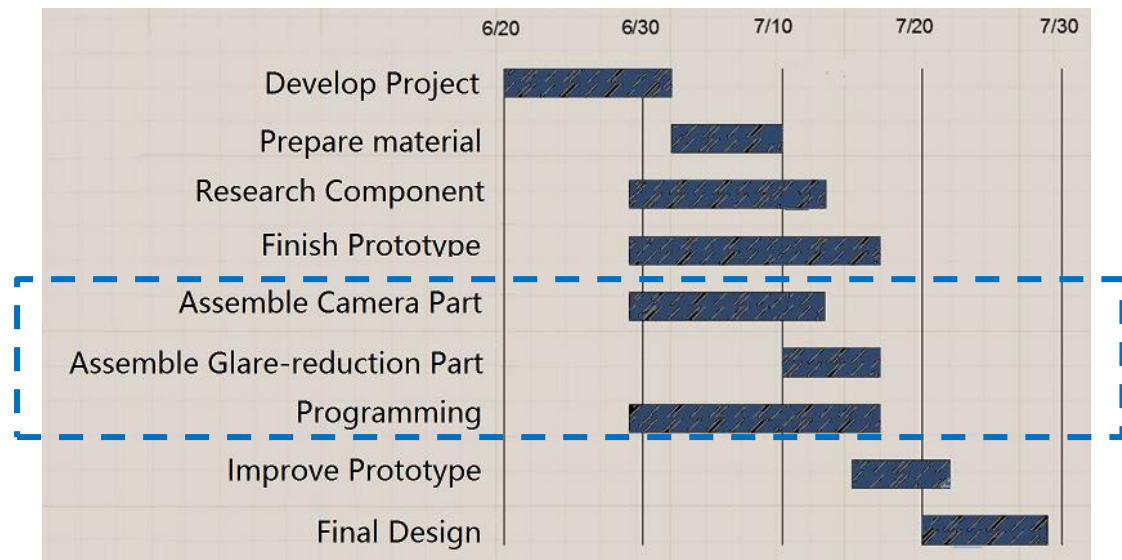 6/20 6/30 7/10 7/20 7/30
Develop Project
Prepare material
Research Component
Finish Prototype
Assemble Camera Part
Assemble Glare-reduction Part
Programming
Improve Prototype
Final Design